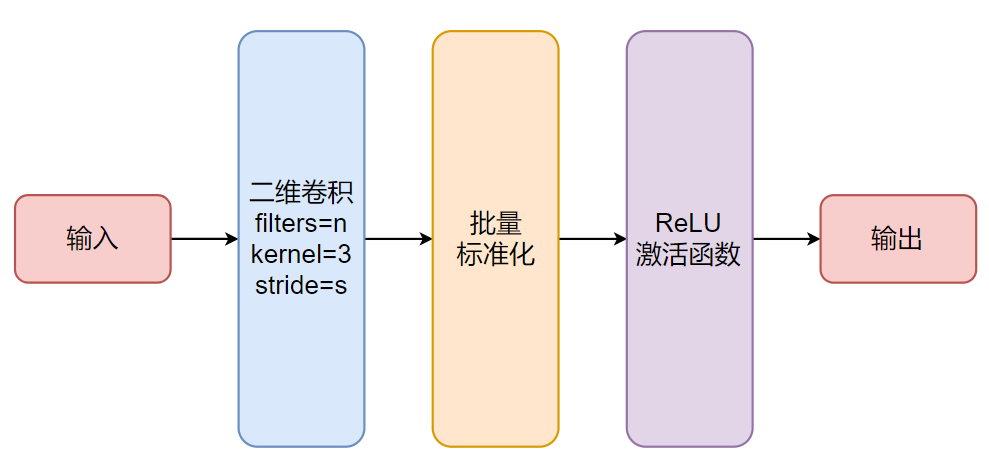 输入
二维卷积
filters=n
kernel=3
stride=s
批量
标准化
ReLU
激活函数
输出